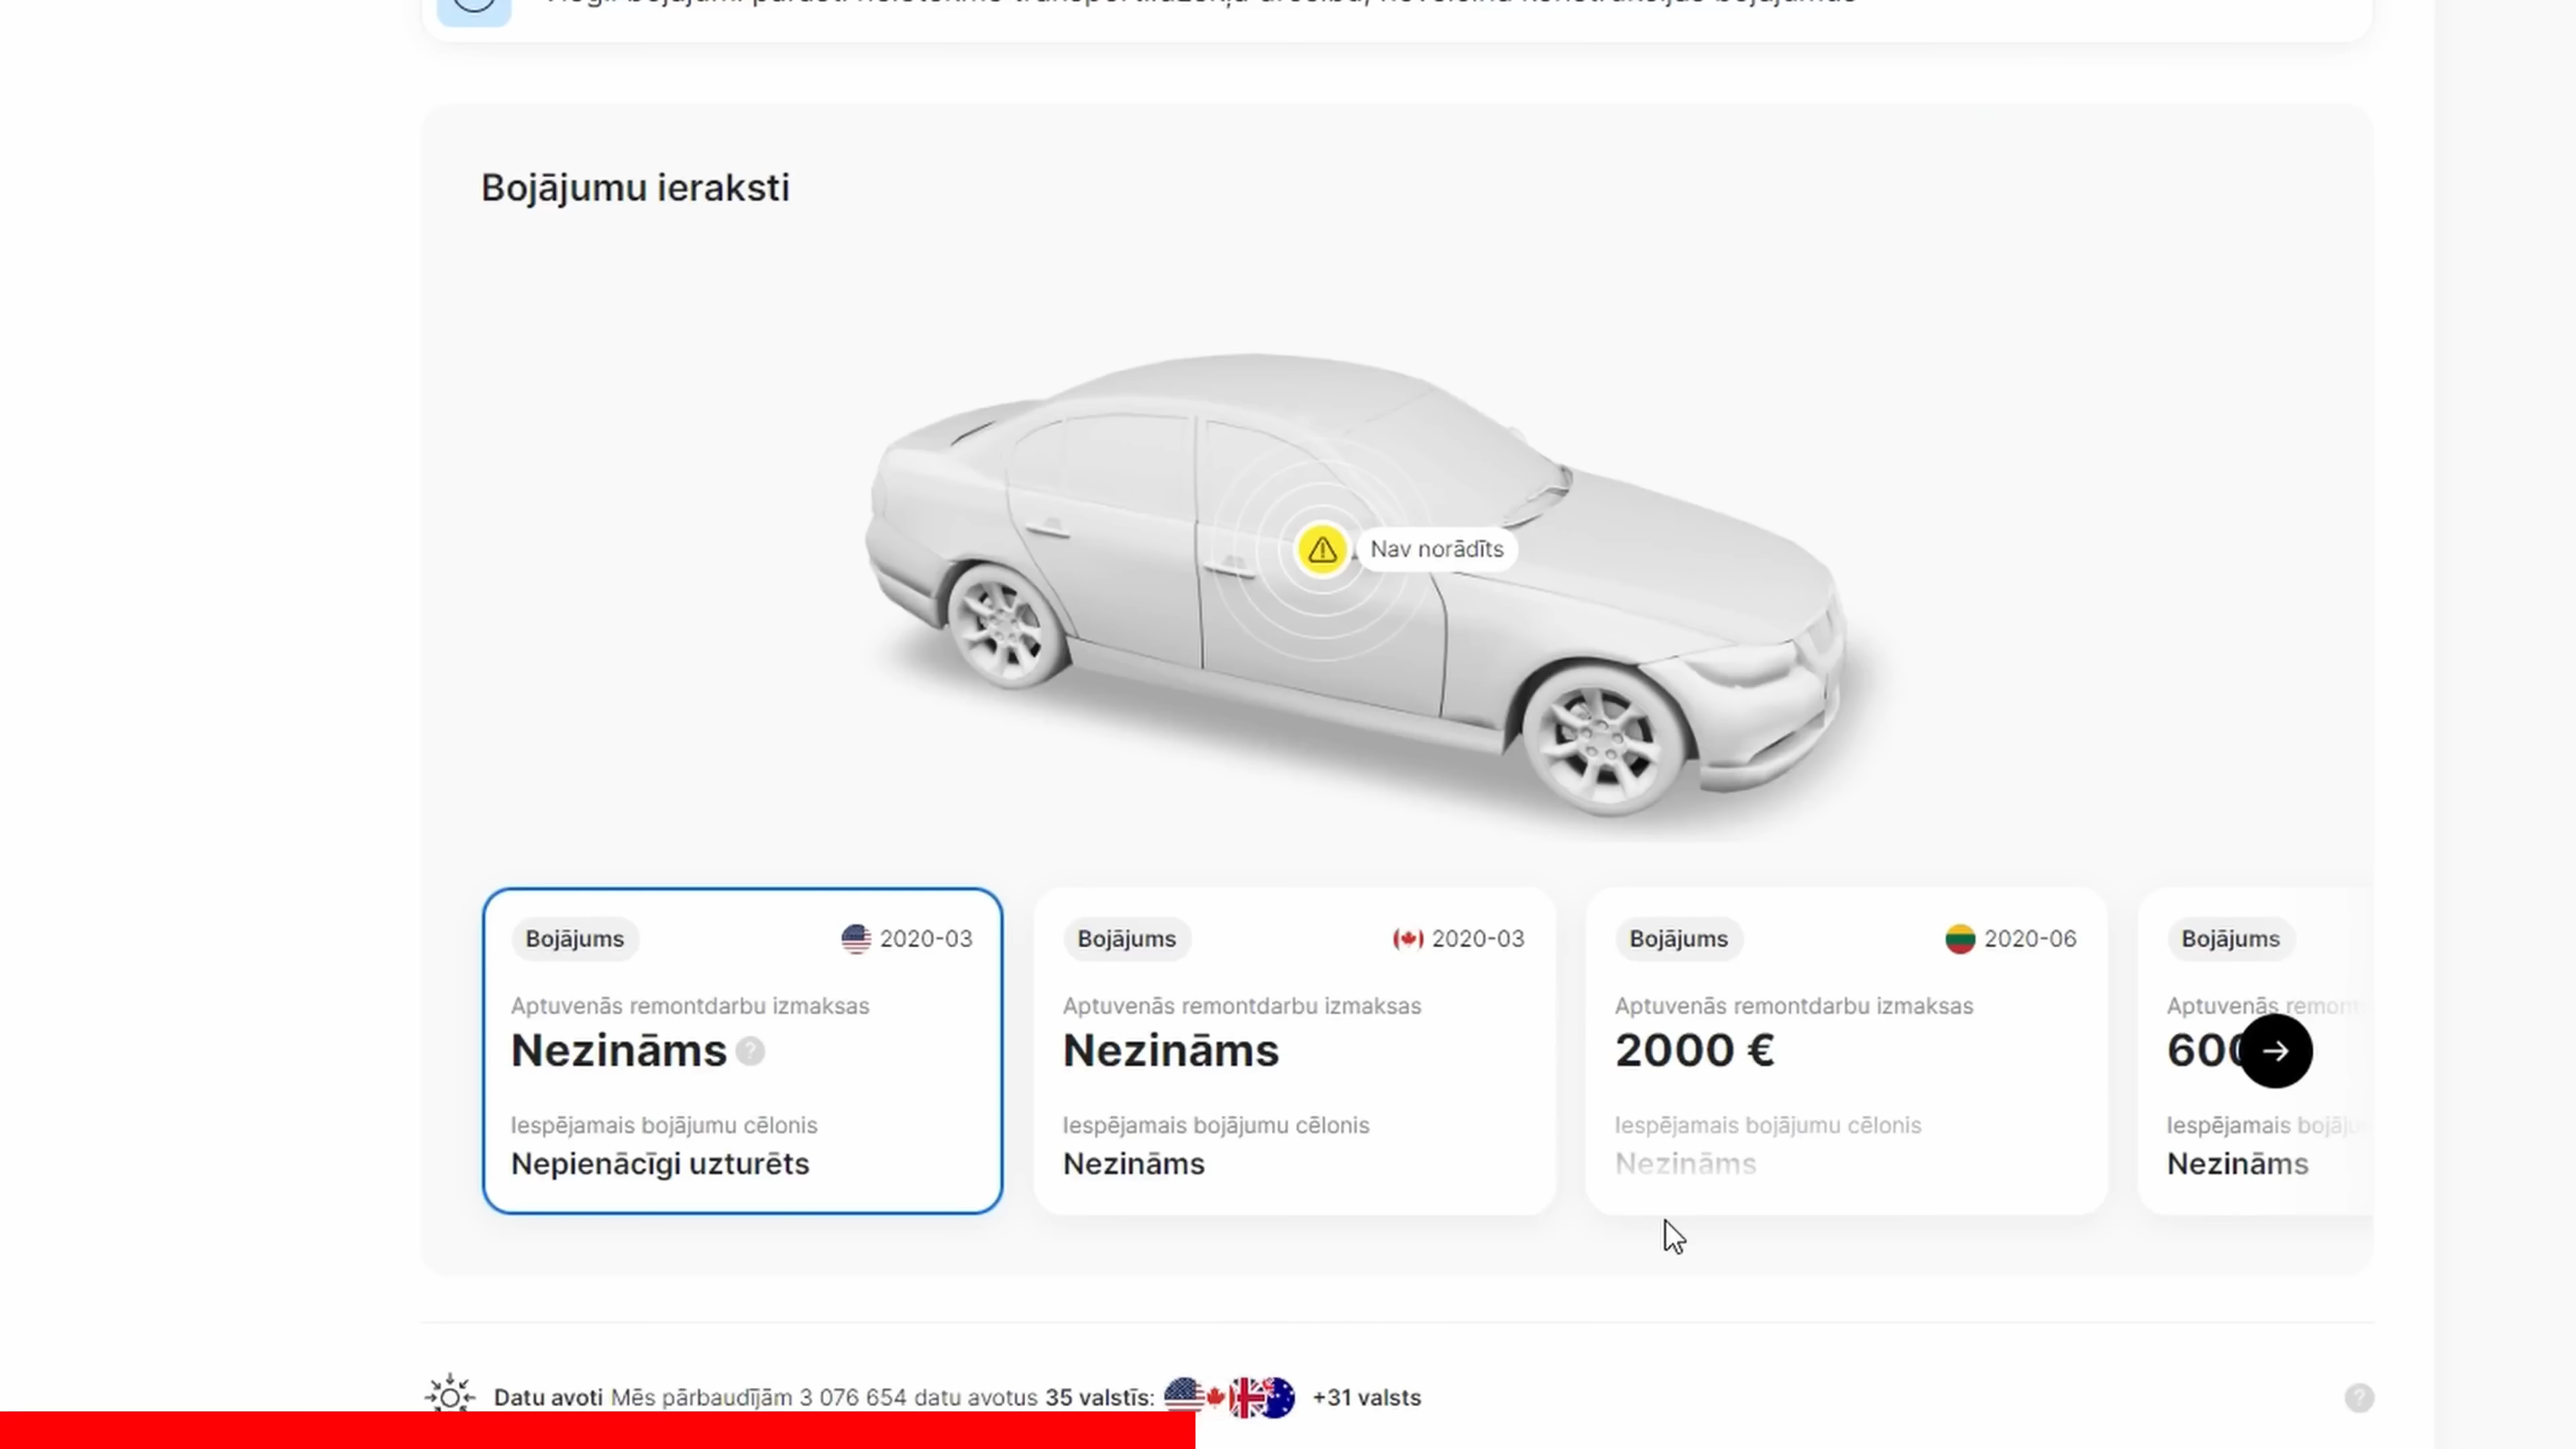 Bojājumu ieraksti
Nav norādīts
Bojājums 2020-03
Aptuvenās remontdarbu izmaksas
Nezināms
Iespējamais bojājumu cēlonis
Nepienācīgi uzturēts
Bojājums 2020-03
Aptuvenās remontdarbu izmaksas
Nezināms
Iespējamais bojājumu cēlonis
Nezināms
Bojājums 2020-06
Aptuvenās remontdarbu izmaksas
2000 €
Iespējamais bojājumu cēlonis
Nezināms
Bojājums
Aptuvenās
Iespējamais
Nezināms
Datu avoti Mēs pārbaudījām 3 076 654 datu avotus 35 valstīs: +31 valsts